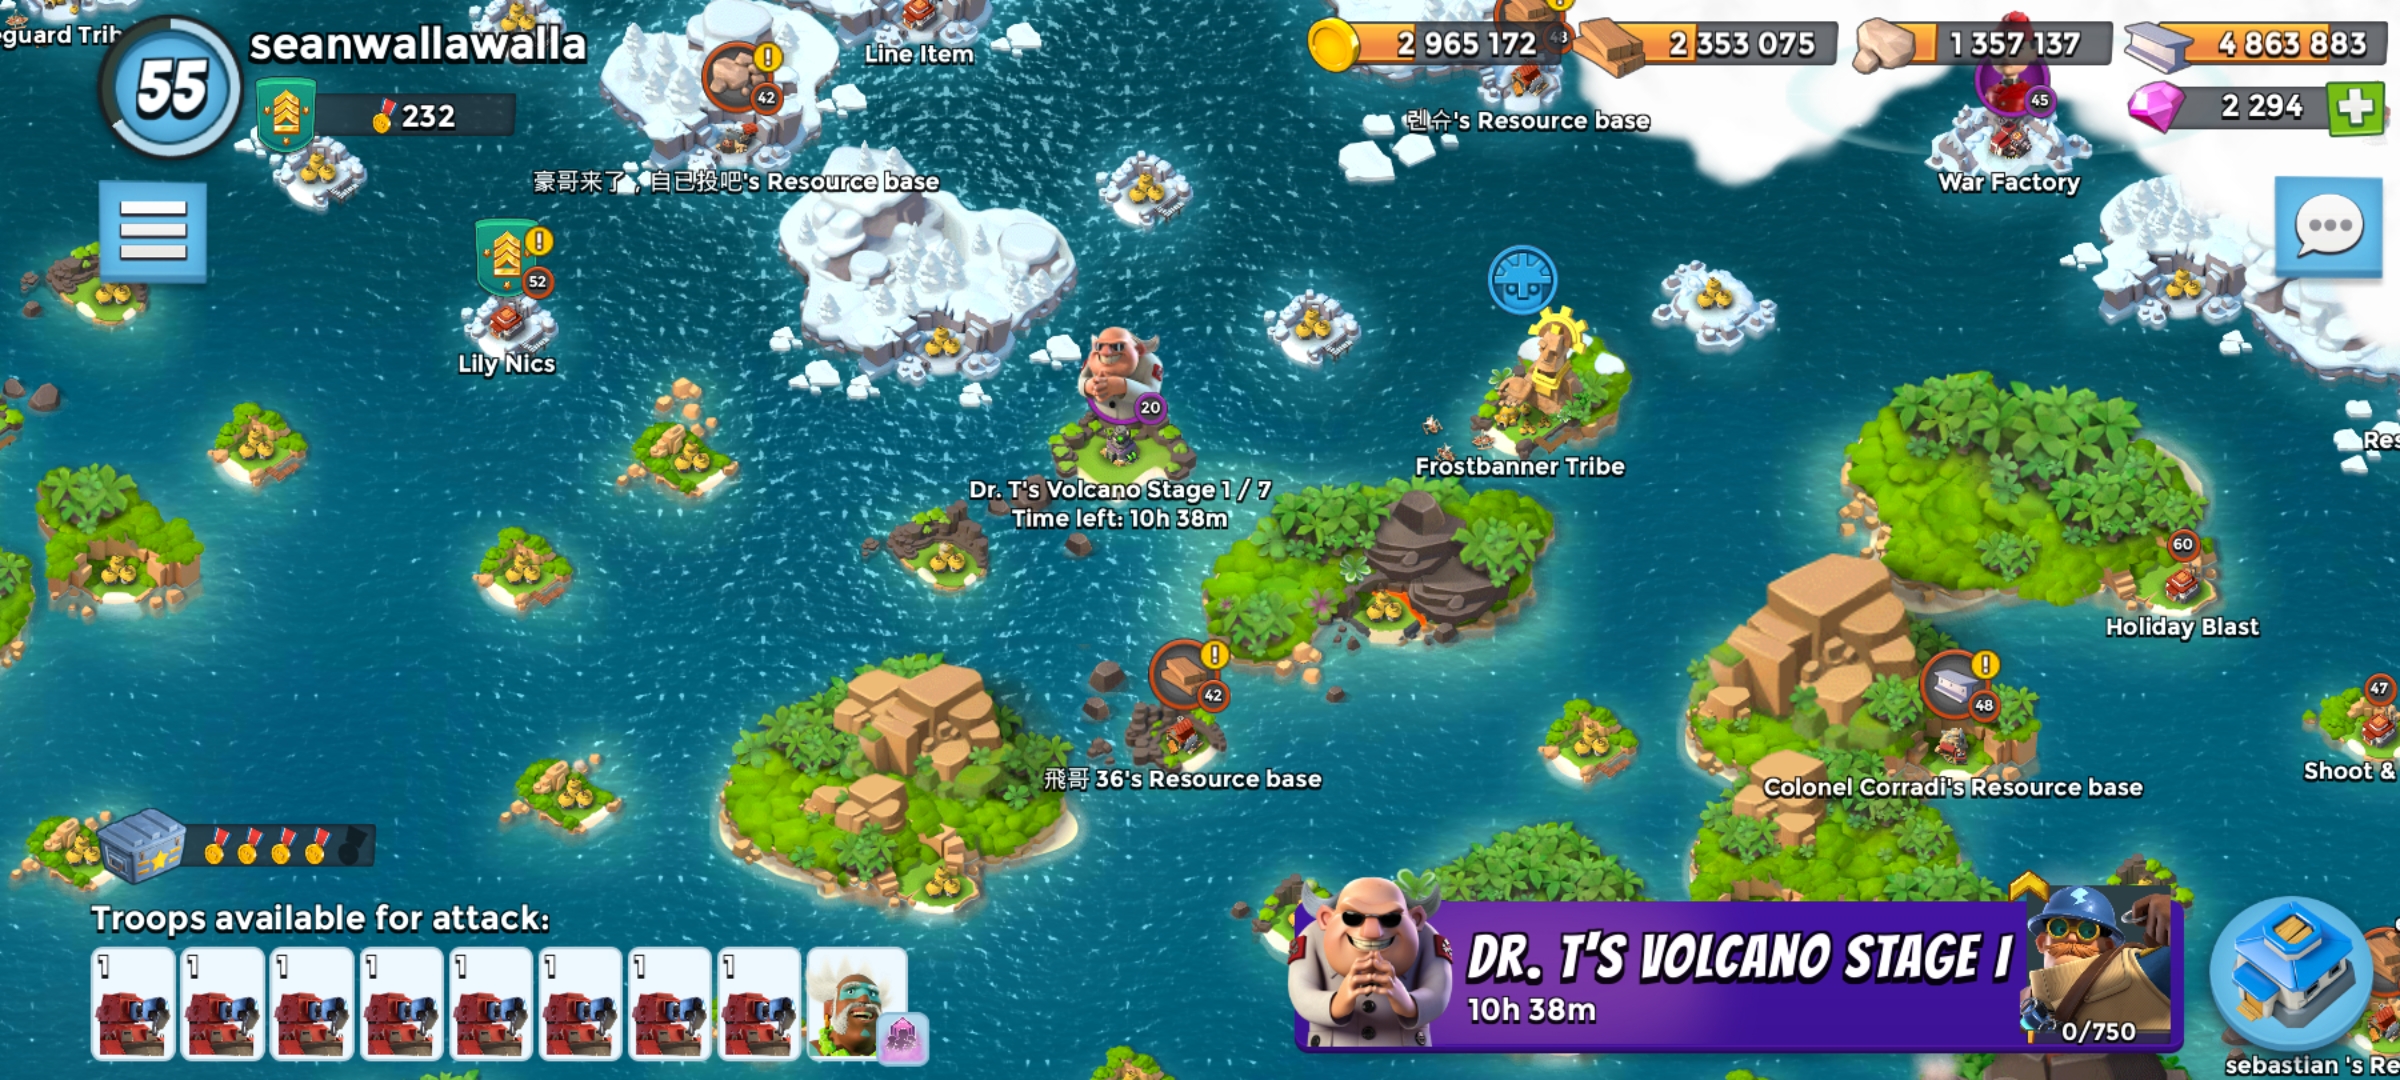 guard Trib
55
seanwallawalla
232
Line Item
42
48
2 965 172
2 353 075
1 357 137
4 863 883
2 294
렌슈's Resource base
45
War Factory
豪哥来了，自已投吧's Resource base
52
Lily Nics
20
Dr. T's Volcano Stage 1 / 7
Time left: 10h 38m
Frostbanner Tribe
Res
60
Holiday Blast
42
飛哥 36's Resource base
48
Colonel Corradi's Resource base
47
Shoot &
Troops available for attack:
1 1 1 1 1 1 1 1
DR. T'S VOLCANO STAGE 1
10h 38m
0/750
sebastian 's Re